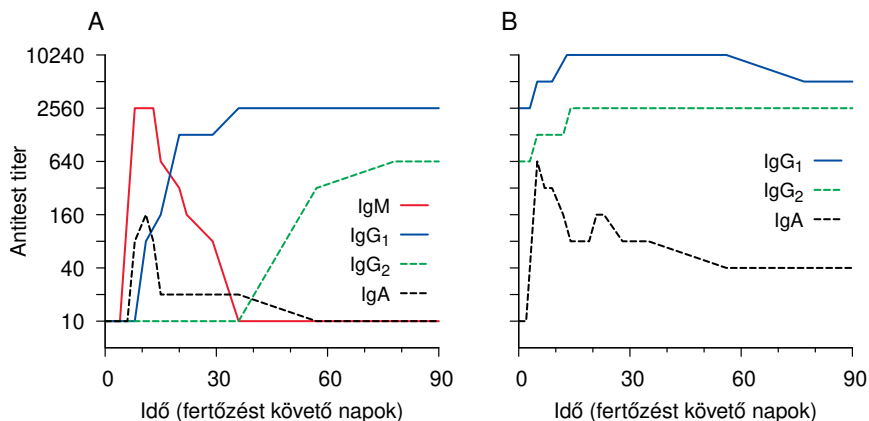 A
B
10240
2560
640
160
40
10
Antitest titer
IgM
IgG1
IgG2
IgA
IgG1
IgG2
IgA
0 30 60 90
0 30 60 90
Idő (fertőzést követő napok)
Idő (fertőzést követő napok)